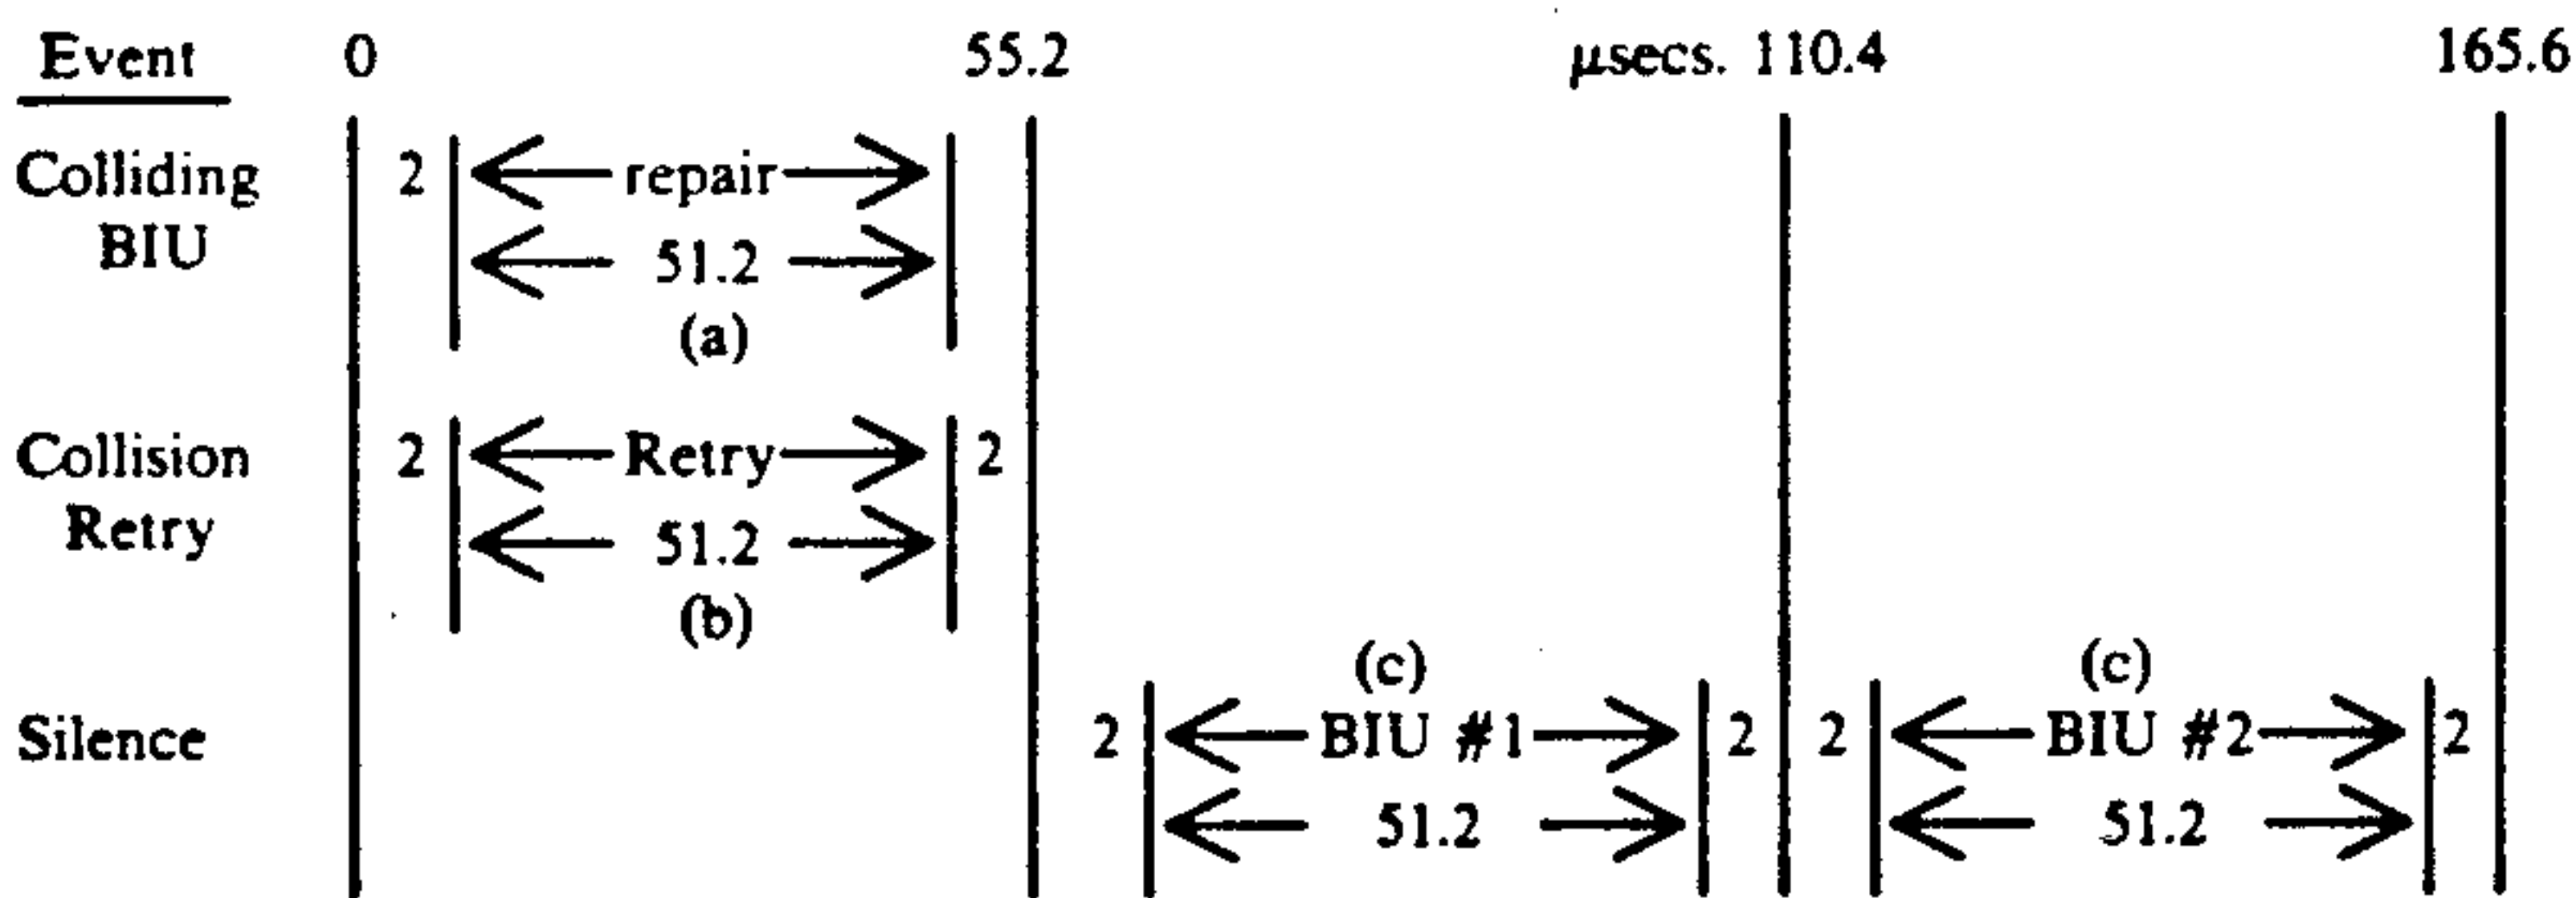 Event 0 55.2 μsecs. 110.4 165.6
Colliding 2 repair
BIU 51.2
(a)
Collision 2 Retry 2
Retry 51.2
(b)
(c) (c)
Silence 2 BIU #1 2 2 BIU #2 2
51.2 51.2